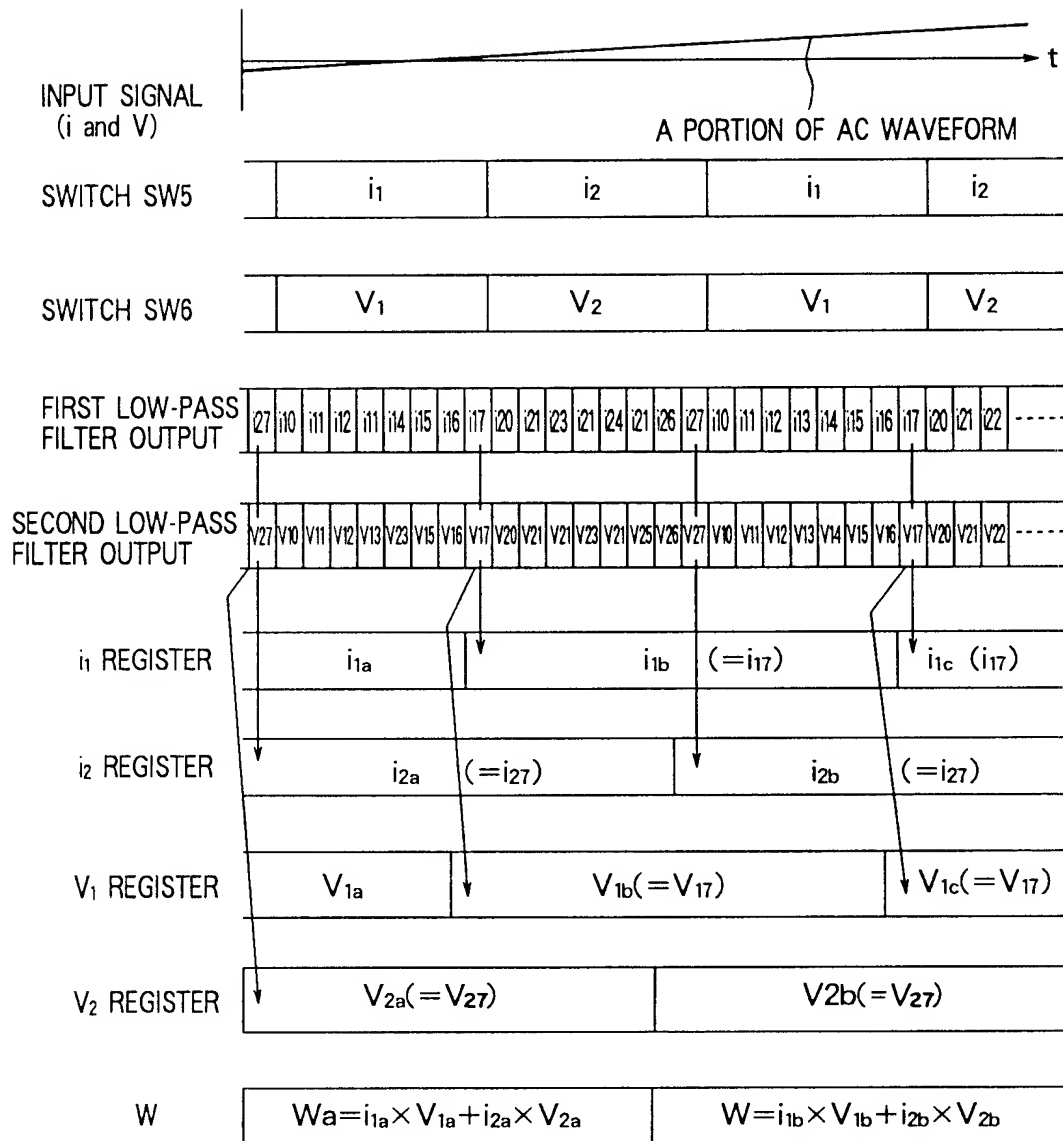 t
INPUT SIGNAL
(i and V)
A PORTION OF AC WAVEFORM
SWITCH SW5 i1 i2 i1 i2
SWITCH SW6 V1 V2 V1 V2
FIRST LOW-PASS
FILTER OUTPUT
i27 i10 i11 i12 i11 i14 i15 i16 i17 i20 i21 i23 i21 i24 i21 i26 i27 i10 i11 i12 i13 i14 i15 i16 i17 i20 i21 i22
SECOND LOW-PASS
FILTER OUTPUT
V27 V10 V11 V12 V13 V23 V15 V16 V17 V20 V21 V21 V23 V21 V25 V26 V27 V10 V11 V12 V13 V14 V15 V16 V17 V20 V21 V22
i1 REGISTER i1a i1b (=i17) i1c (i17)
i2 REGISTER i2a (=i27) i2b (=i27)
V1 REGISTER V1a V1b(=V17) V1c(=V17)
V2 REGISTER V2a(=V27) V2b(=V27)
W Wa=i1a×V1a+i2a×V2a W=i1b×V1b+i2b×V2b